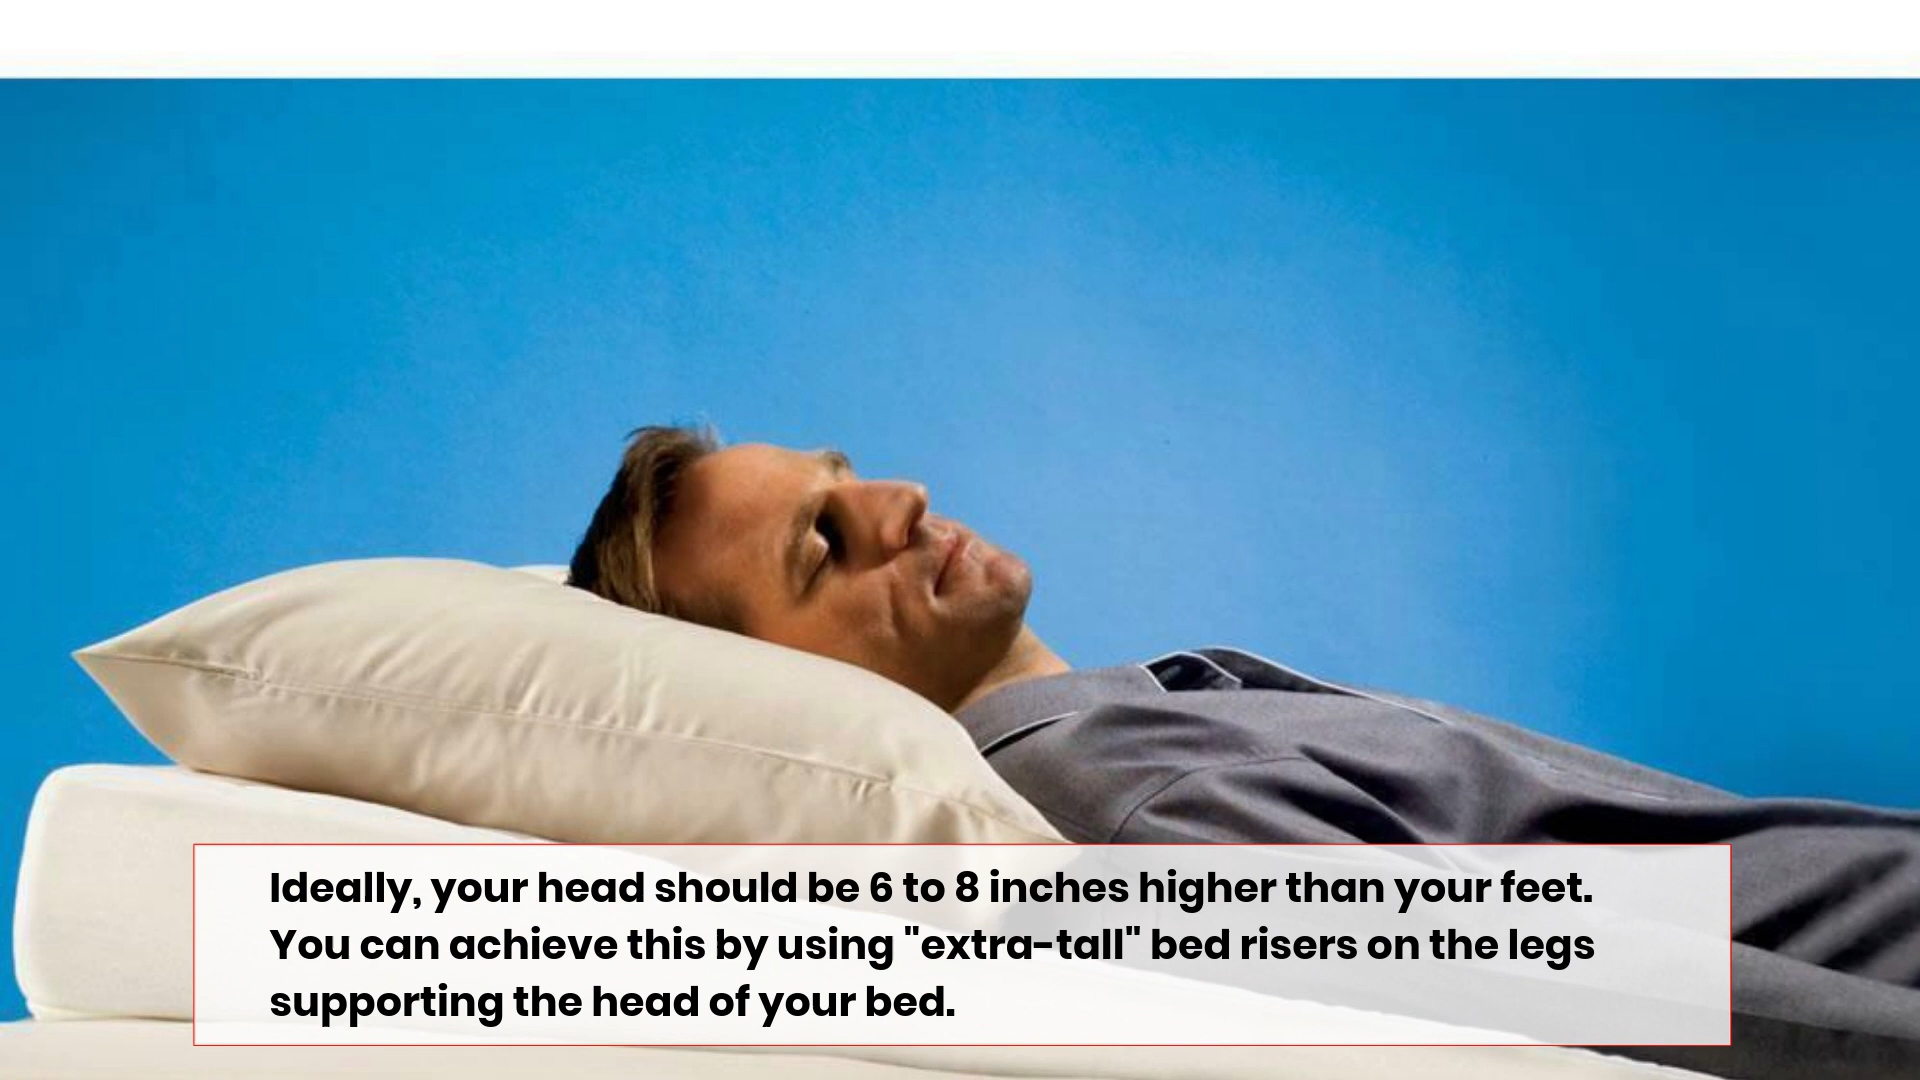 Ideally, your head should be 6 to 8 inches higher than your feet.
You can achieve this by using "extra-tall" bed risers on the legs
supporting the head of your bed.